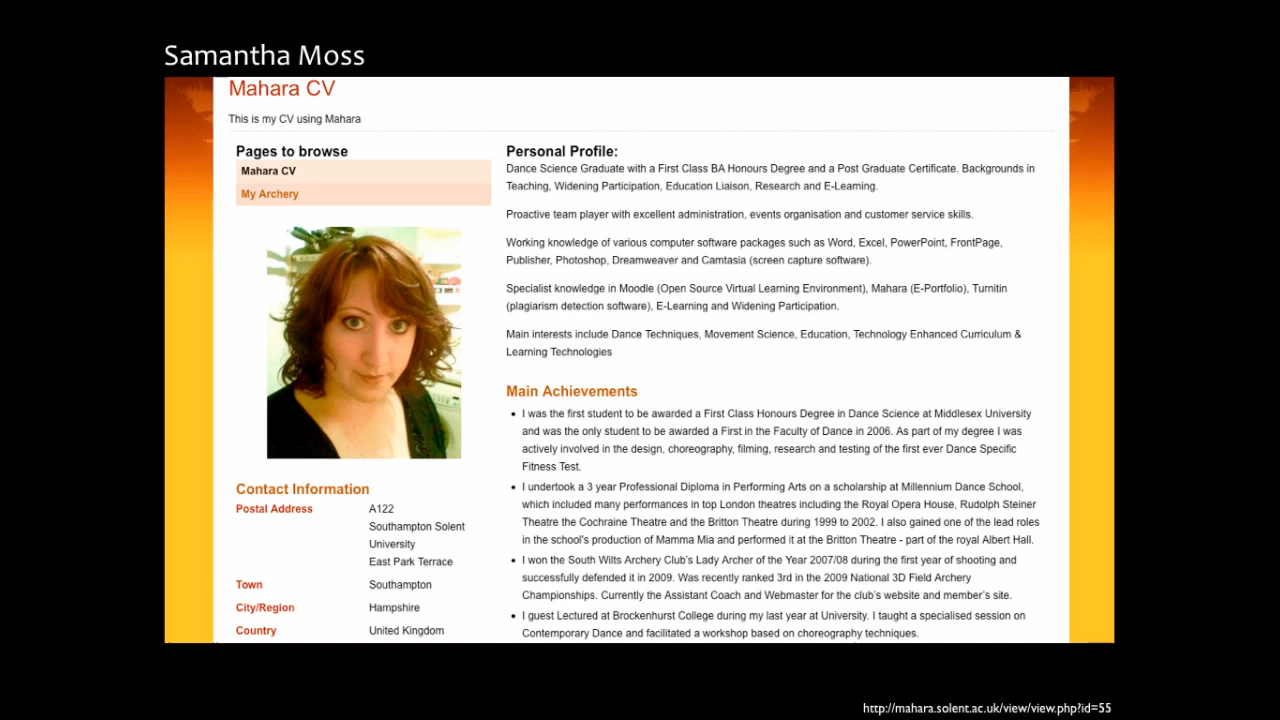 Samantha Moss
Mahara CV
This is my CV using Mahara
Pages to browse
Mahara CV
My Archery
Contact Information
Postal Address A122
Southampton Solent
University
East Park Terrace
Town Southampton
City/Region Hampshire
Country United Kingdom
Personal Profile:
Dance Science Graduate with a First Class BA Honours Degree and a Post Graduate Certificate. Backgrounds in
Teaching, Widening Participation, Education Liaison, Research and E-Learning.
Proactive team player with excellent administration, events organisation and customer service skills.
Working knowledge of various computer software packages such as Word, Excel, PowerPoint, FrontPage,
Publisher, Photoshop, Dreamweaver and Camtasia (screen capture software).
Specialist knowledge in Moodle (Open Source Virtual Learning Environment), Mahara (E-Portfolio), Turnitin
(plagiarism detection software), E-Learning and Widening Participation.
Main interests include Dance Techniques, Movement Science, Education, Technology Enhanced Curriculum &
Learning Technologies
Main Achievements
• I was the first student to be awarded a First Class Honours Degree in Dance Science at Middlesex University
and was the only student to be awarded a First in the Faculty of Dance in 2006. As part of my degree I was
actively involved in the design, choreography, filming, research and testing of the first ever Dance Specific
Fitness Test.
• I undertook a 3 year Professional Diploma in Performing Arts on a scholarship at Millennium Dance School,
which included many performances in top London theatres including the Royal Opera House, Rudolph Steiner
Theatre the Cochraine Theatre and the Britton Theatre during 1999 to 2002. I also gained one of the lead roles
in the school's production of Mamma Mia and performed it at the Britton Theatre - part of the royal Albert Hall.
• I won the South Wilts Archery Club's Lady Archer of the Year 2007/08 during the first year of shooting and
successfully defended it in 2009. Was recently ranked 3rd in the 2009 National 3D Field Archery
Championships. Currently the Assistant Coach and Webmaster for the club's website and member's site.
• I guest Lectured at Brockenhurst College during my last year at University. I taught a specialised session on
Contemporary Dance and facilitated a workshop based on choreography techniques.
http://mahara.solent.ac.uk/view/view.php?id=55